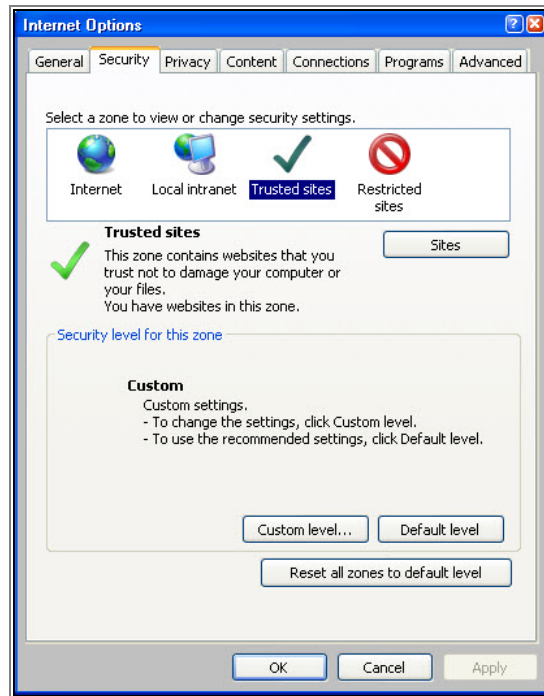 Internet Options
General Security Privacy Content Connections Programs Advanced
Select a zone to view or change security settings.
Internet Local intranet Trusted sites Restricted
sites
Trusted sites
Sites
This zone contains websites that you
trust not to damage your computer or
your files.
You have websites in this zone.
Security level for this zone
Custom
Custom settings.
- To change the settings, click Custom level.
- To use the recommended settings, click Default level.
Custom level... Default level
Reset all zones to default level
OK Cancel Apply